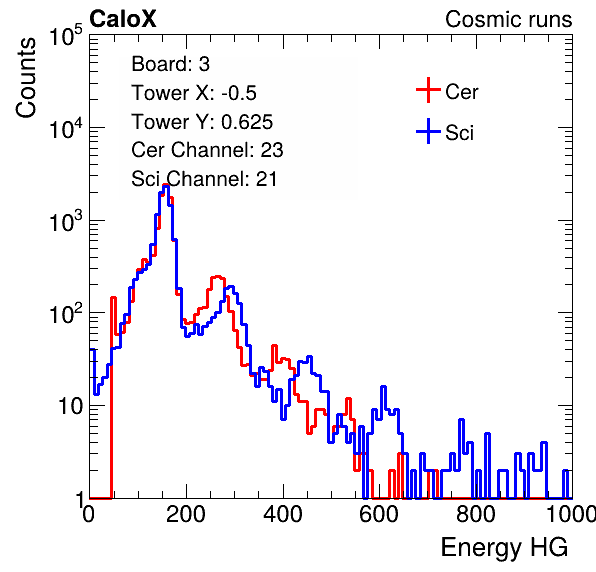 CaloX Cosmic runs
Counts
10^5
10^4
10^3
10^2
10
1
Board: 3
Tower X: -0.5
Tower Y: 0.625
Cer Channel: 23
Sci Channel: 21
Cer
Sci
0 200 400 600 800 1000
Energy HG